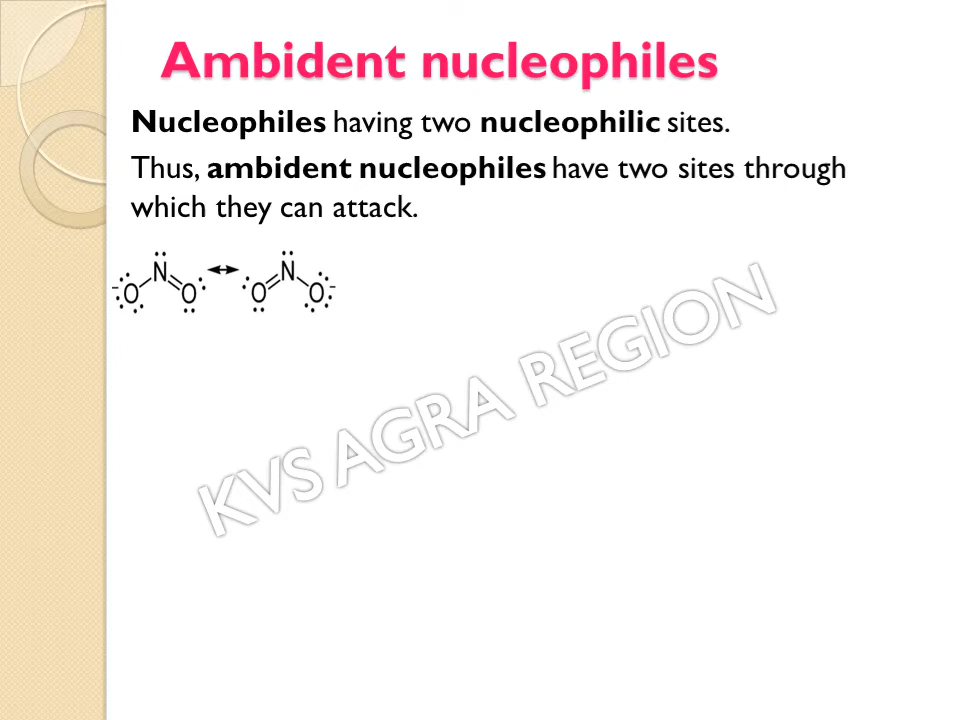 Ambident nucleophiles
Nucleophiles having two nucleophilic sites.
Thus, ambident nucleophiles have two sites through
which they can attack.
N N
O O O O
KVS AGRA REGION